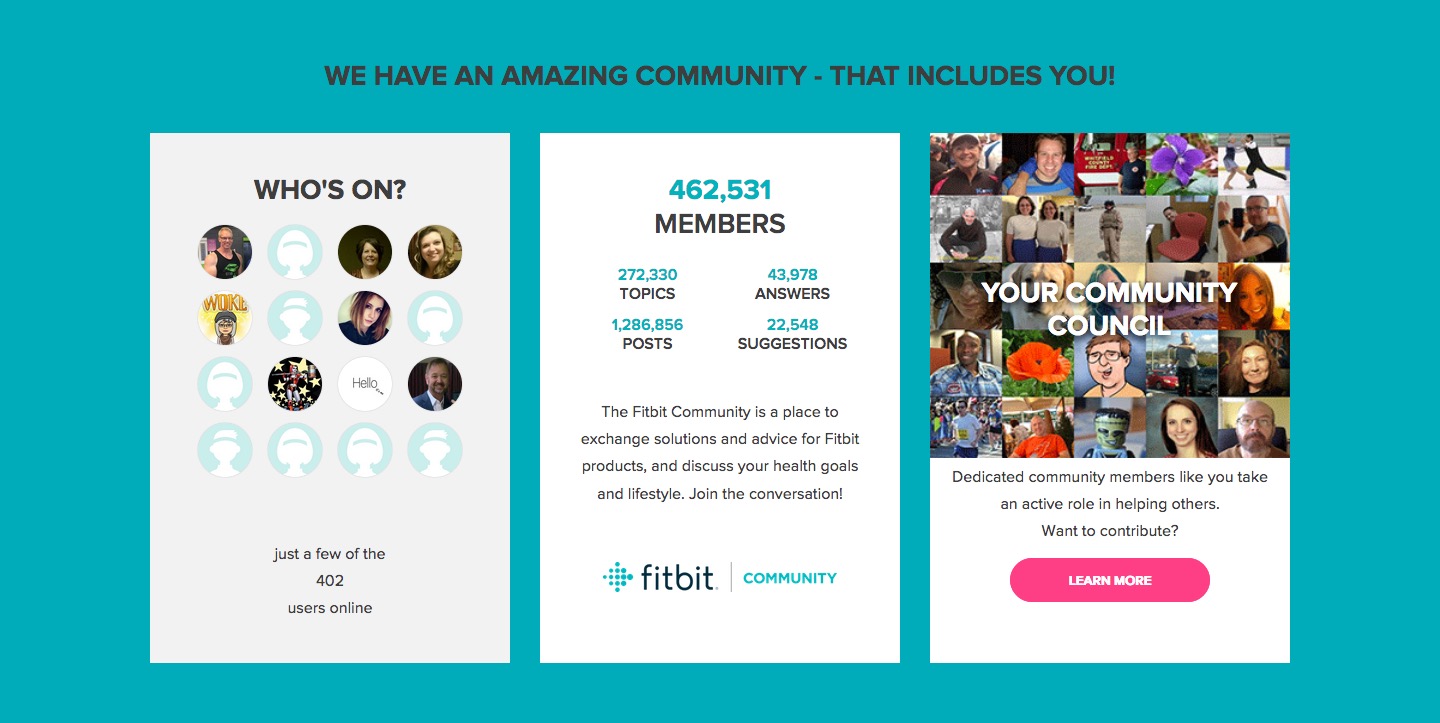 WE HAVE AN AMAZING COMMUNITY - THAT INCLUDES YOU!
WHO'S ON?
WOKE
Hello
just a few of the
402
users online
462,531
MEMBERS
272,330
TOPICS
43,978
ANSWERS
1,286,856
POSTS
22,548
SUGGESTIONS
The Fitbit Community is a place to
exchange solutions and advice for Fitbit
products, and discuss your health goals
and lifestyle. Join the conversation!
fitbit
COMMUNITY
WHITFIELD
COUNTY
FIRE DEPT.
YOUR COMMUNITY
COUNCIL
Dedicated community members like you take
an active role in helping others.
Want to contribute?
LEARN MORE